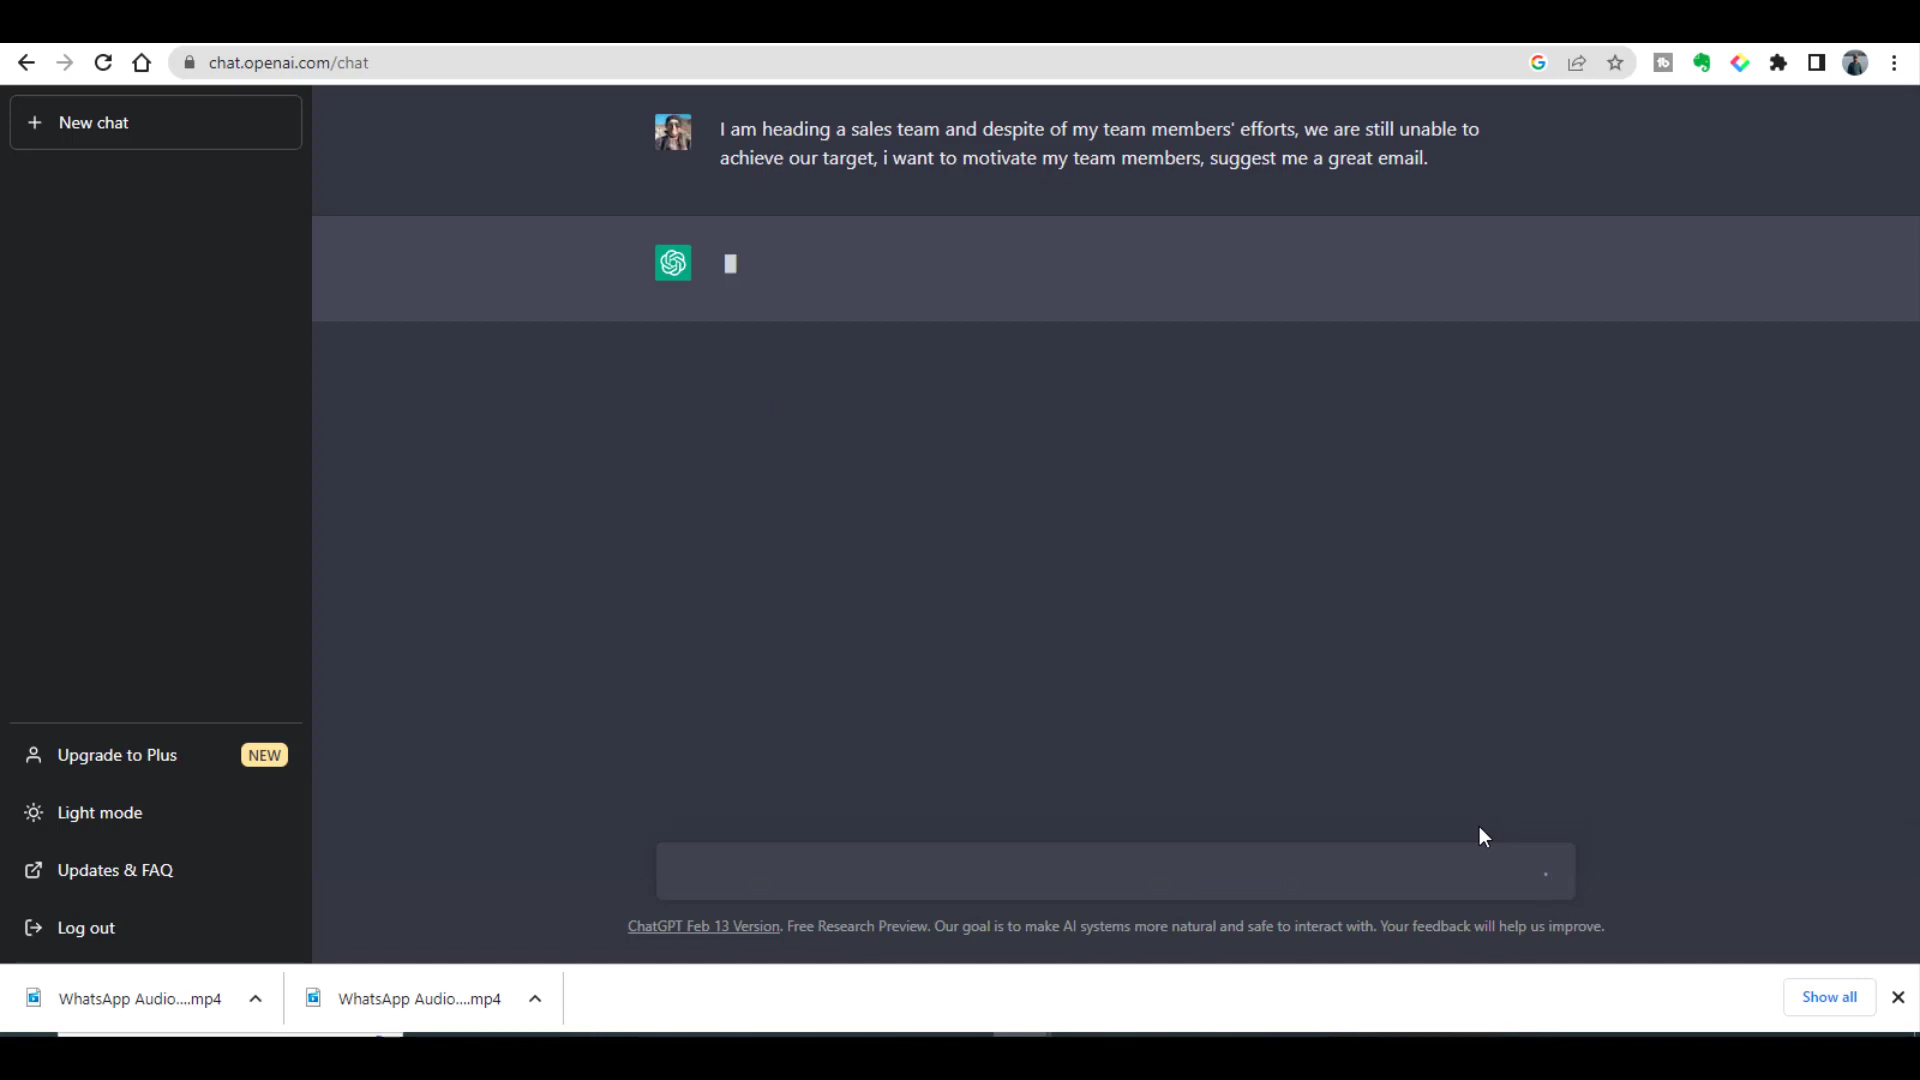 chat.openai.com/chat
New chat
I am heading a sales team and despite of my team members' efforts, we are still unable to
achieve our target, i want to motivate my team members, suggest me a great email.
Upgrade to Plus
NEW
Light mode
Updates & FAQ
Log out
ChatGPT Feb 13 Version. Free Research Preview. Our goal is to make AI systems more natural and safe to interact with. Your feedback will help us improve.
WhatsApp Audio....mp4
WhatsApp Audio....mp4
Show all